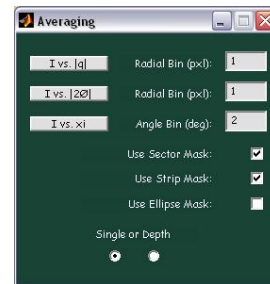 Averaging
I vs. |q| Radial Bin (pxl): 1
I vs. |2Ø| Radial Bin (pxl): 1
I vs. xi Angle Bin (deg): 2
Use Sector Mask:
Use Strip Mask:
Use Ellipse Mask:
Single or Depth